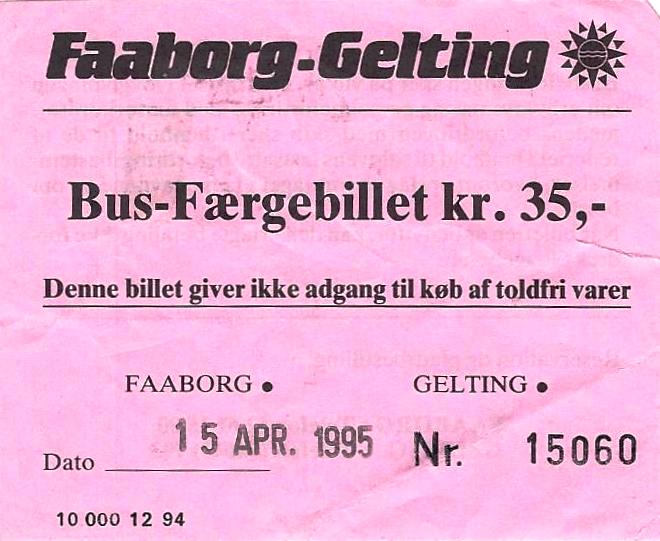 Faaborg-Gelting
Bus-Færgebillet kr. 35,-
Denne billet giver ikke adgang til køb af toldfri varer
FAABORG ● GELTING ●
Dato 15 APR. 1995 Nr. 15060
10 000 12 94